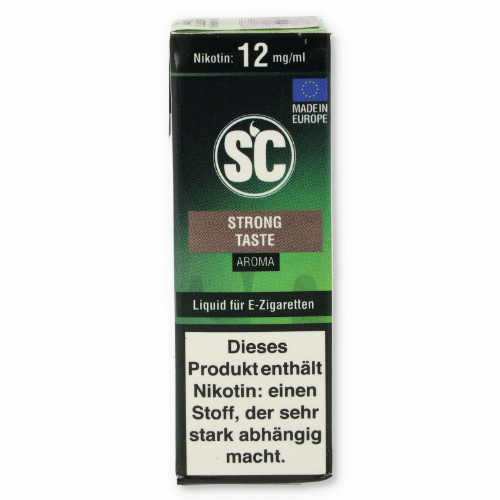 Nikotin: 12 mg/ml
MADE IN
EUROPE
SC
STRONG
TASTE
AROMA
Liquid für E-Zigaretten
Dieses
Produkt enthält
Nikotin: einen
Stoff, der sehr
stark abhängig
macht.